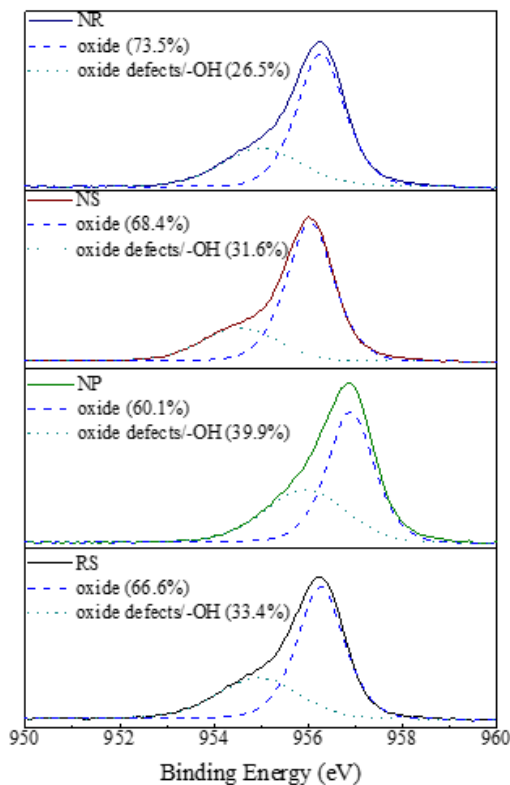 NR
oxide (73.5%)
oxide defects/-OH (26.5%)
NS
oxide (68.4%)
oxide defects/-OH (31.6%)
NP
oxide (60.1%)
oxide defects/-OH (39.9%)
RS
oxide (66.6%)
oxide defects/-OH (33.4%)
950 952 954 956 958 960
Binding Energy (eV)